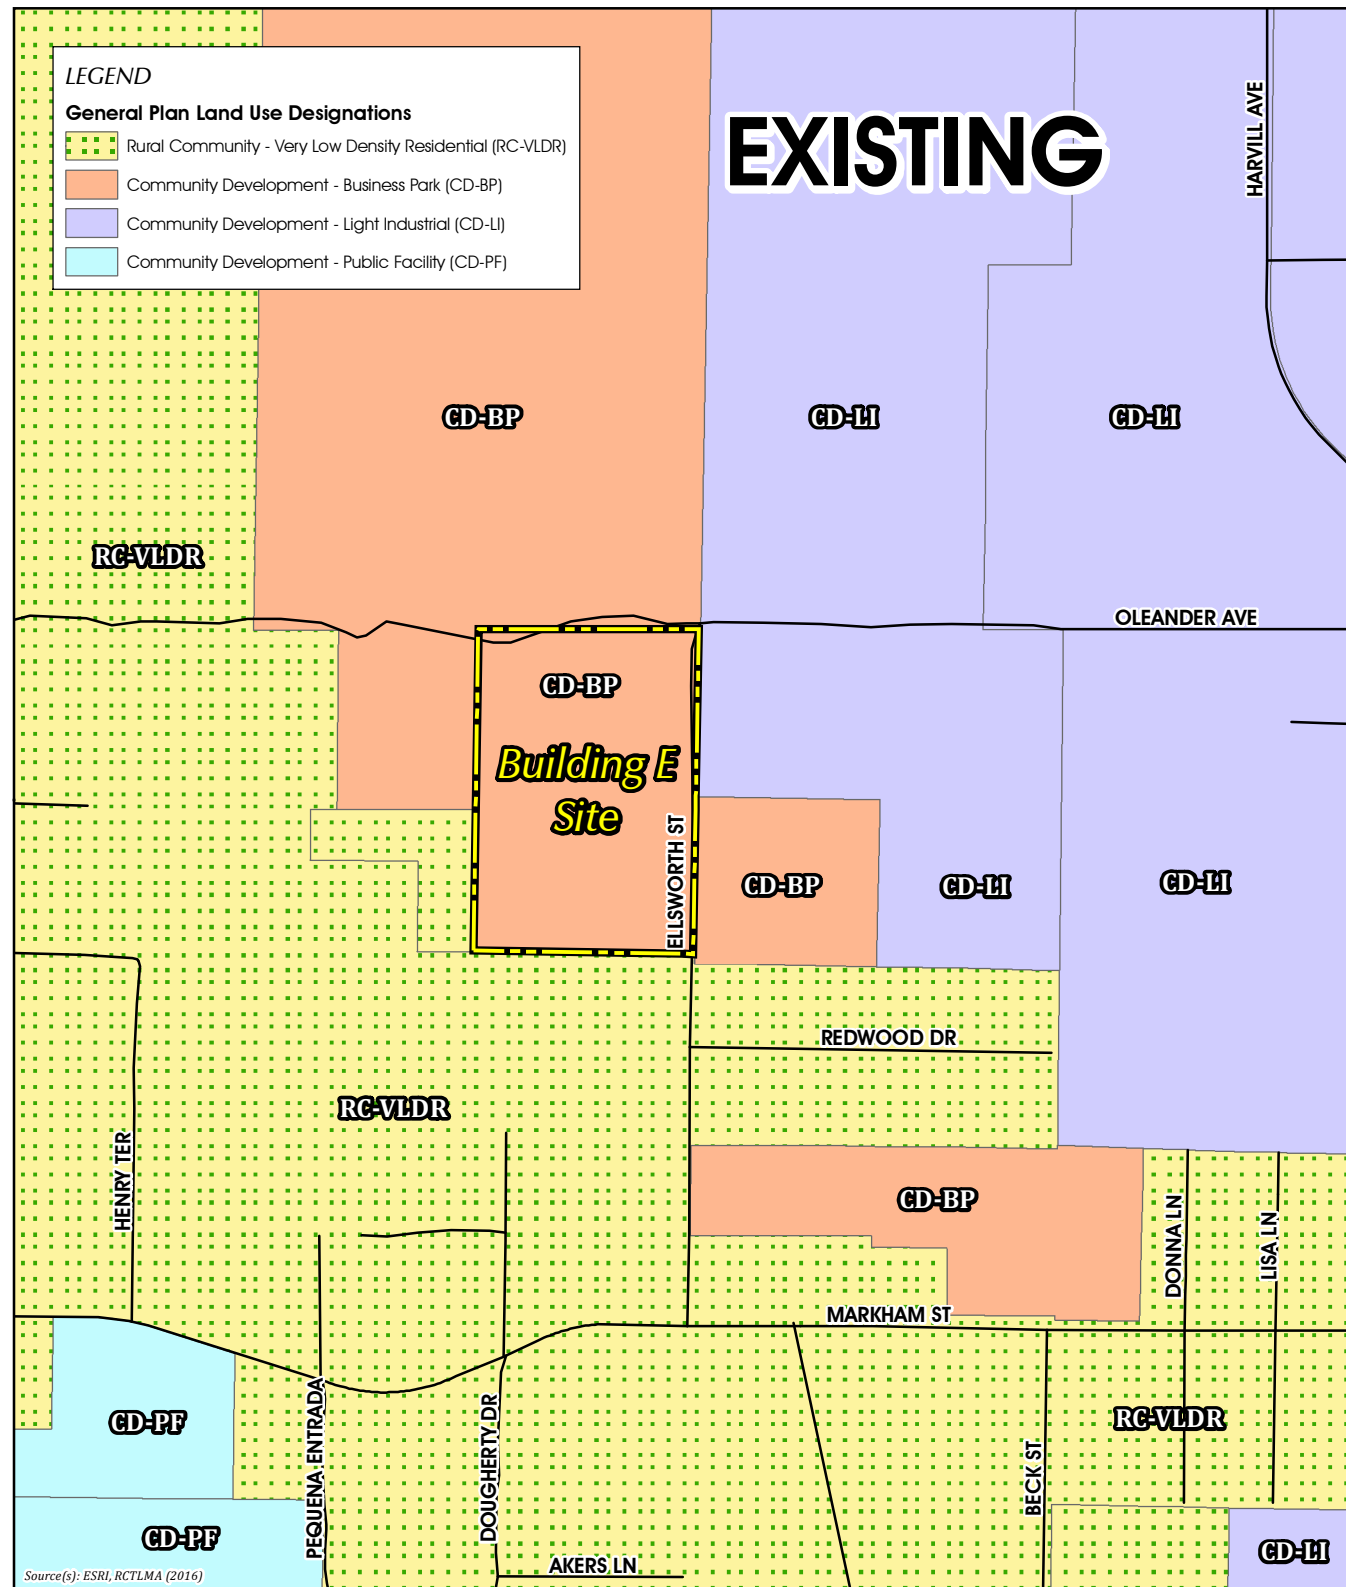 LEGEND
General Plan Land Use Designations
Rural Community - Very Low Density Residential (RC-VLDR)
Community Development - Business Park (CD-BP)
Community Development - Light Industrial (CD-LI)
Community Development - Public Facility (CD-PF)
EXISTING
HARVILL AVE
CD-BP
CD-LI
CD-LI
RC-VLDR
OLEANDER AVE
CD-BP
Building E
Site
ELLSWORTH ST
CD-BP
CD-LI
CD-LI
REDWOOD DR
RC-VLDR
HENRY TER
CD-BP
DONNA LN
LISA LN
MARKHAM ST
CD-PF
PEQUENA ENTRADA
DOUGHERTY DR
BECK ST
RC-VLDR
CD-PF
CD-LI
AKERS LN
Source(s): ESRI, RCTLMA (2016)